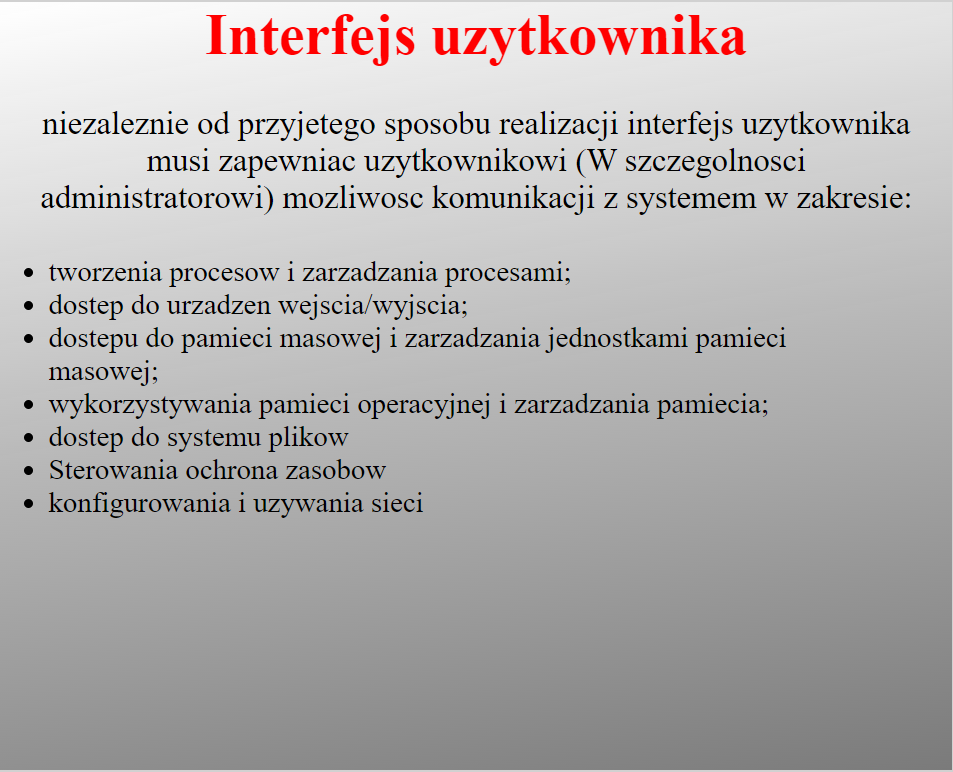 Interfejs uzytkownika
niezaleznie od przyjetego sposobu realizacji interfejs uzytkownika
musi zapewniac uzytkownikowi (W szczegolnosci
administratorowi) mozliwosc komunikacji z systemem w zakresie:
• tworzenia procesow i zarzadzania procesami;
• dostep do urzadzen wejscia/wyjscia;
• dostepu do pamieci masowej i zarzadzania jednostkami pamieci
masowej;
• wykorzystywania pamieci operacyjnej i zarzadzania pamiecia;
• dostep do systemu plikow
• Sterowania ochrona zasobow
• konfigurowania i uzywania sieci